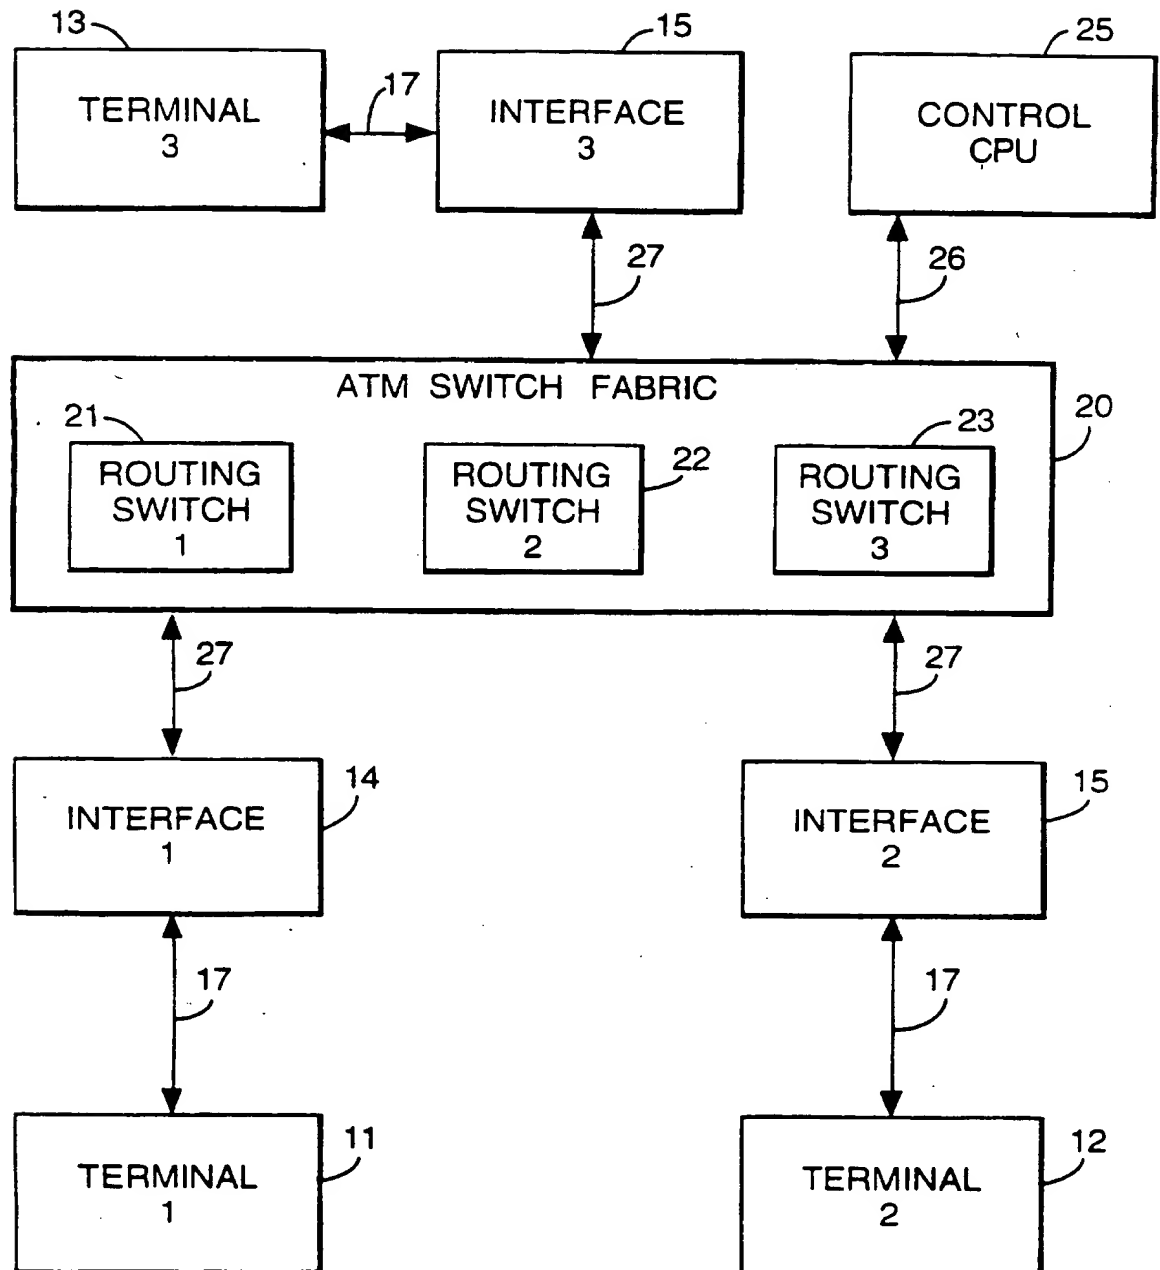 13
15
25
TERMINAL
3
17
INTERFACE
3
CONTROL
CPU
27
26
ATM SWITCH FABRIC
20
21
ROUTING
SWITCH
1
22
ROUTING
SWITCH
2
23
ROUTING
SWITCH
3
27
27
INTERFACE
1
14
INTERFACE
2
15
17
17
TERMINAL
1
11
TERMINAL
2
12